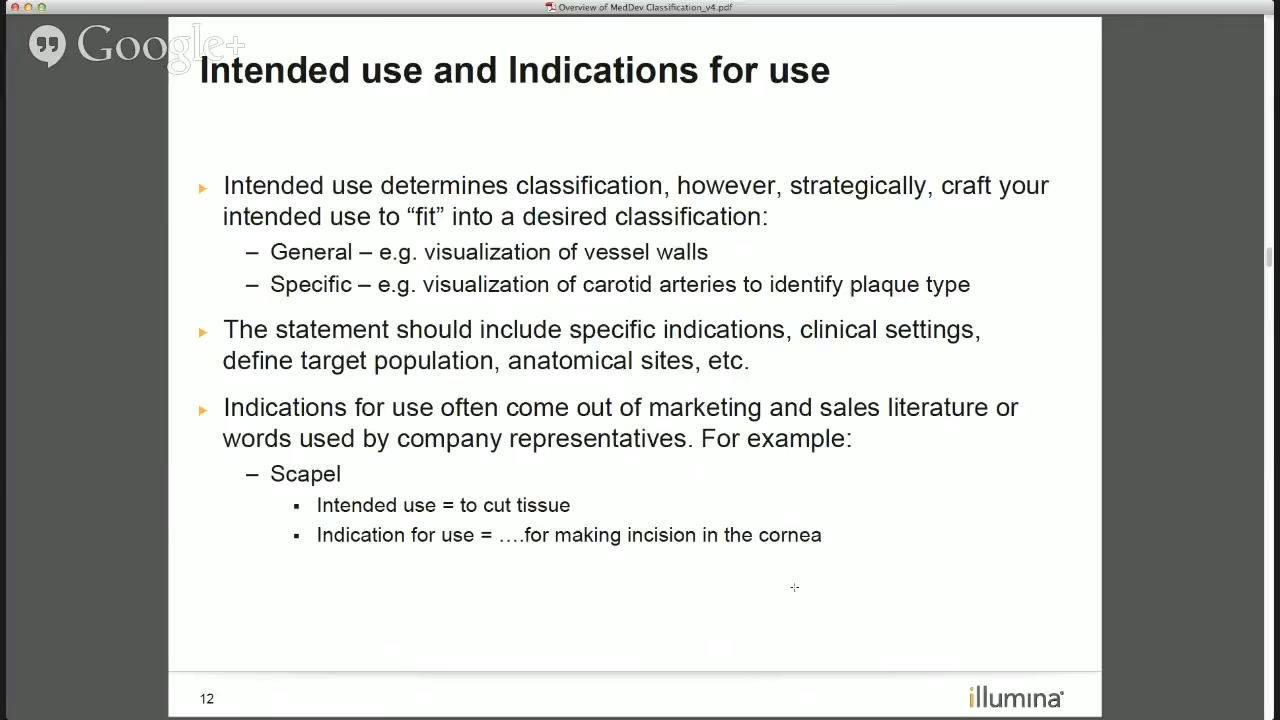 Overview of MedDev Classification_v4.pdf
Google+
Intended use and Indications for use
Intended use determines classification, however, strategically, craft your
intended use to “fit” into a desired classification:
– General – e.g. visualization of vessel walls
– Specific – e.g. visualization of carotid arteries to identify plaque type
The statement should include specific indications, clinical settings,
define target population, anatomical sites, etc.
Indications for use often come out of marketing and sales literature or
words used by company representatives. For example:
– Scapel
▪ Intended use = to cut tissue
▪ Indication for use = ….for making incision in the cornea
12
illumina